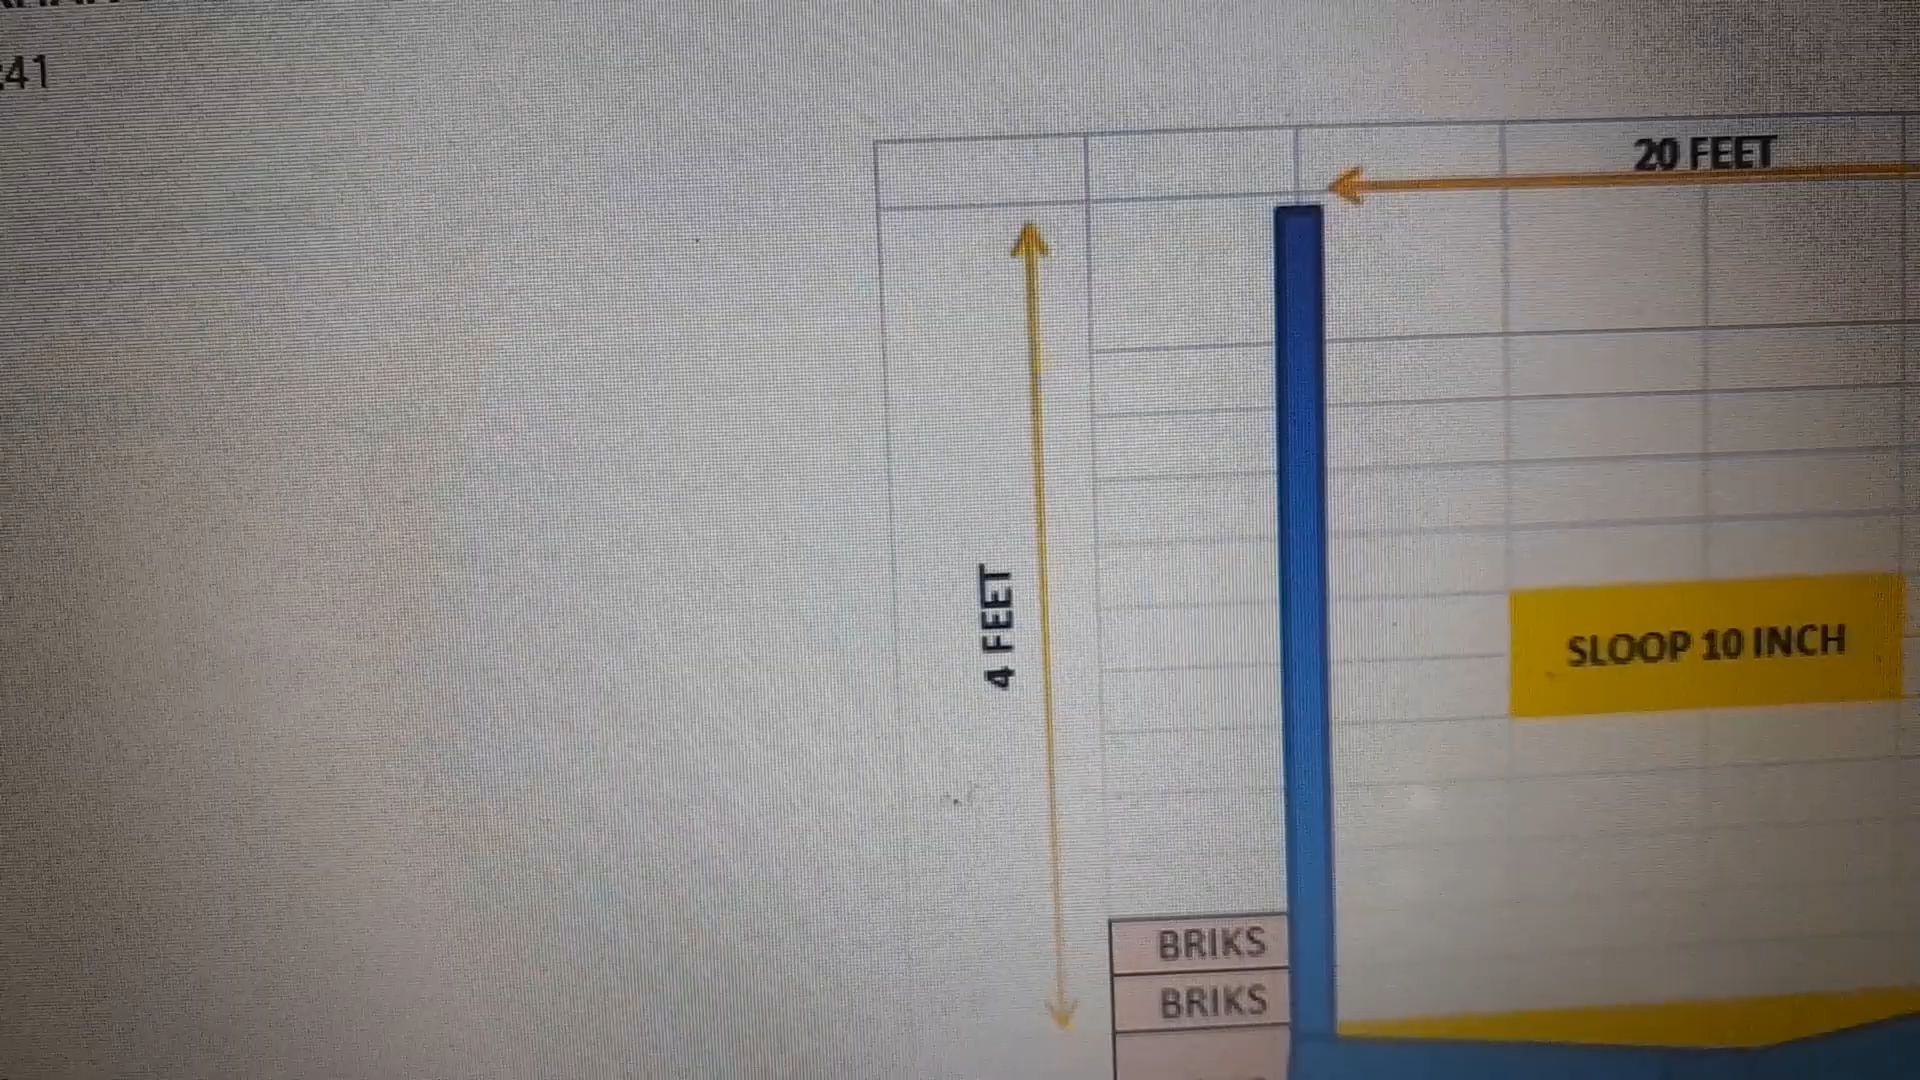 :41
20 FEET
4 FEET
SLOOP 10 INCH
BRIKS
BRIKS